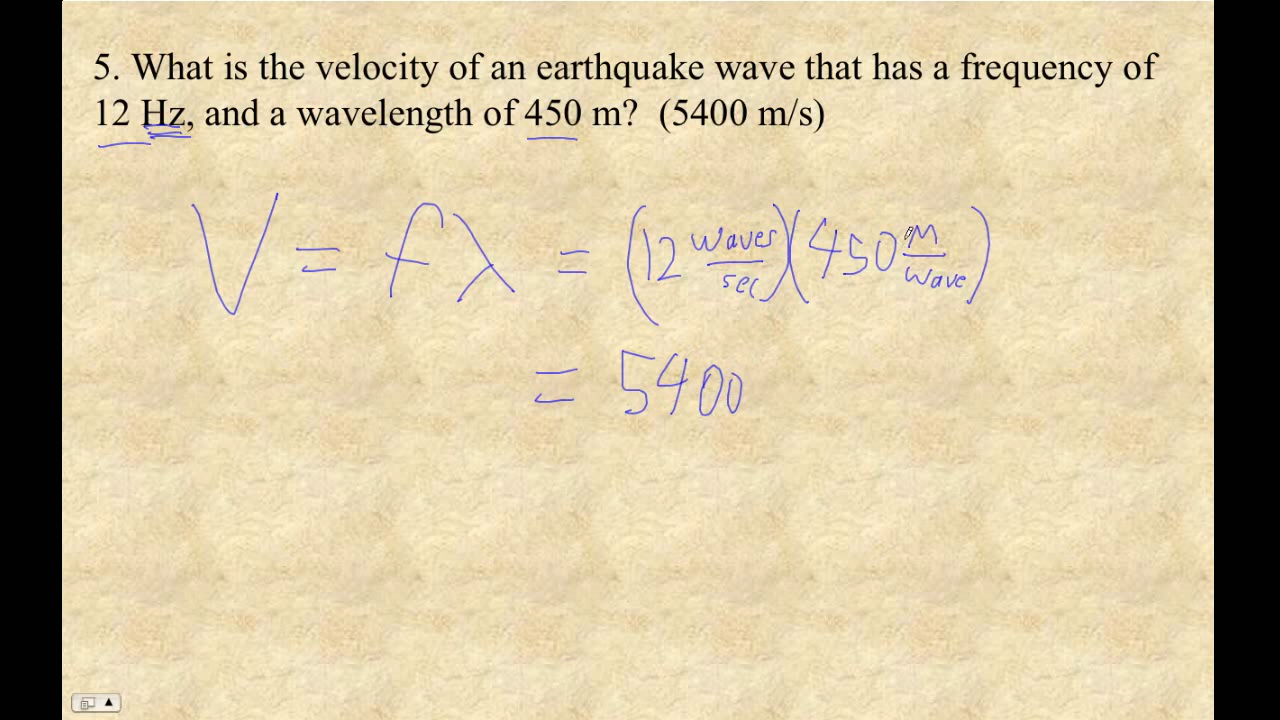 5. What is the velocity of an earthquake wave that has a frequency of
12 Hz, and a wavelength of 450 m? (5400 m/s)
V = fλ = (12 waves/sec)(450 m/wave)
= 5400